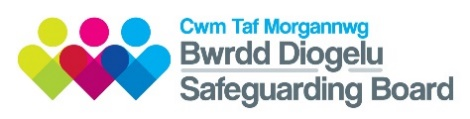 Cwm Taf Morgannwg
Bwrdd Diogelu
Safeguarding Board